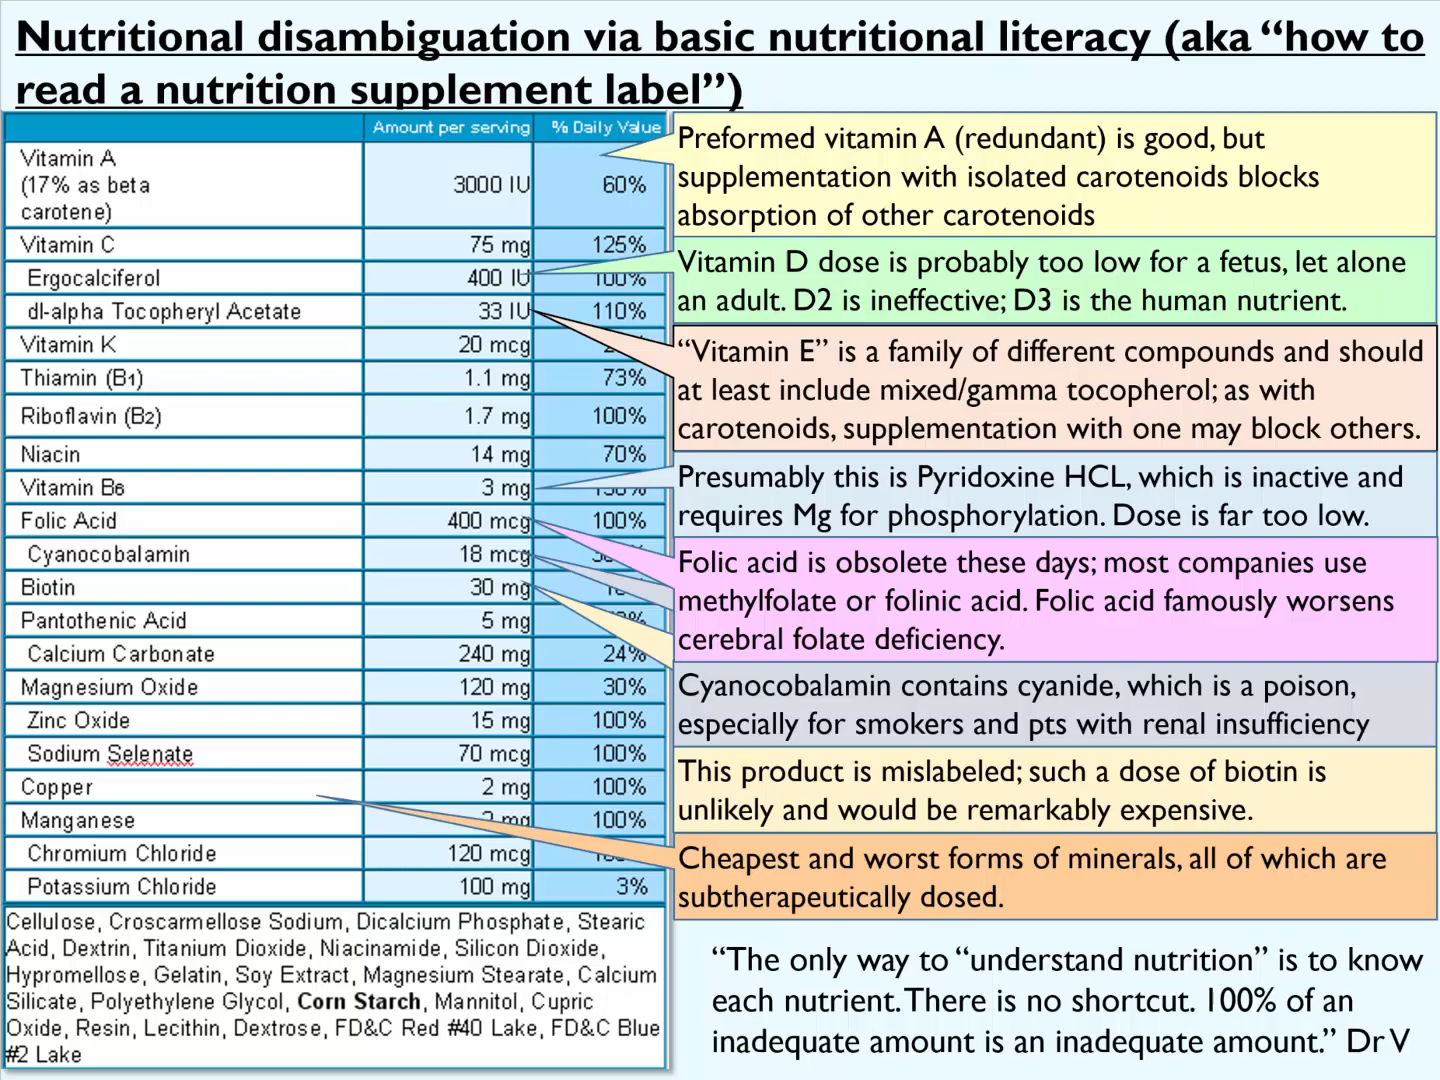 Nutritional disambiguation via basic nutritional literacy (aka “how to
read a nutrition supplement label”)
Amount per serving % Daily Value
Vitamin A
(17% as beta
carotene) 3000 IU 60%
Vitamin C 75 mg 125%
Ergocalciferol 400 IU 100%
dl-alpha Tocopheryl Acetate 33 IU 110%
Vitamin K 20 mcg
Thiamin (B1) 1.1 mg 73%
Riboflavin (B2) 1.7 mg 100%
Niacin 14 mg 70%
Vitamin B6 3 mg 150%
Folic Acid 400 mcg 100%
Cyanocobalamin 18 mcg
Biotin 30 mg
Pantothenic Acid 5 mg
Calcium Carbonate 240 mg 24%
Magnesium Oxide 120 mg 30%
Zinc Oxide 15 mg 100%
Sodium Selenate 70 mcg 100%
Copper 2 mg 100%
Manganese 2 mg 100%
Chromium Chloride 120 mcg
Potassium Chloride 100 mg 3%
Cellulose, Croscarmellose Sodium, Dicalcium Phosphate, Stearic
Acid, Dextrin, Titanium Dioxide, Niacinamide, Silicon Dioxide,
Hypromellose, Gelatin, Soy Extract, Magnesium Stearate, Calcium
Silicate, Polyethylene Glycol, Corn Starch, Mannitol, Cupric
Oxide, Resin, Lecithin, Dextrose, FD&C Red #40 Lake, FD&C Blue
#2 Lake
Preformed vitamin A (redundant) is good, but
supplementation with isolated carotenoids blocks
absorption of other carotenoids
Vitamin D dose is probably too low for a fetus, let alone
an adult. D2 is ineffective; D3 is the human nutrient.
“Vitamin E” is a family of different compounds and should
at least include mixed/gamma tocopherol; as with
carotenoids, supplementation with one may block others.
Presumably this is Pyridoxine HCL, which is inactive and
requires Mg for phosphorylation. Dose is far too low.
Folic acid is obsolete these days; most companies use
methylfolate or folinic acid. Folic acid famously worsens
cerebral folate deficiency.
Cyanocobalamin contains cyanide, which is a poison,
especially for smokers and pts with renal insufficiency
This product is mislabeled; such a dose of biotin is
unlikely and would be remarkably expensive.
Cheapest and worst forms of minerals, all of which are
subtherapeutically dosed.
“The only way to “understand nutrition” is to know
each nutrient. There is no shortcut. 100% of an
inadequate amount is an inadequate amount.” Dr V